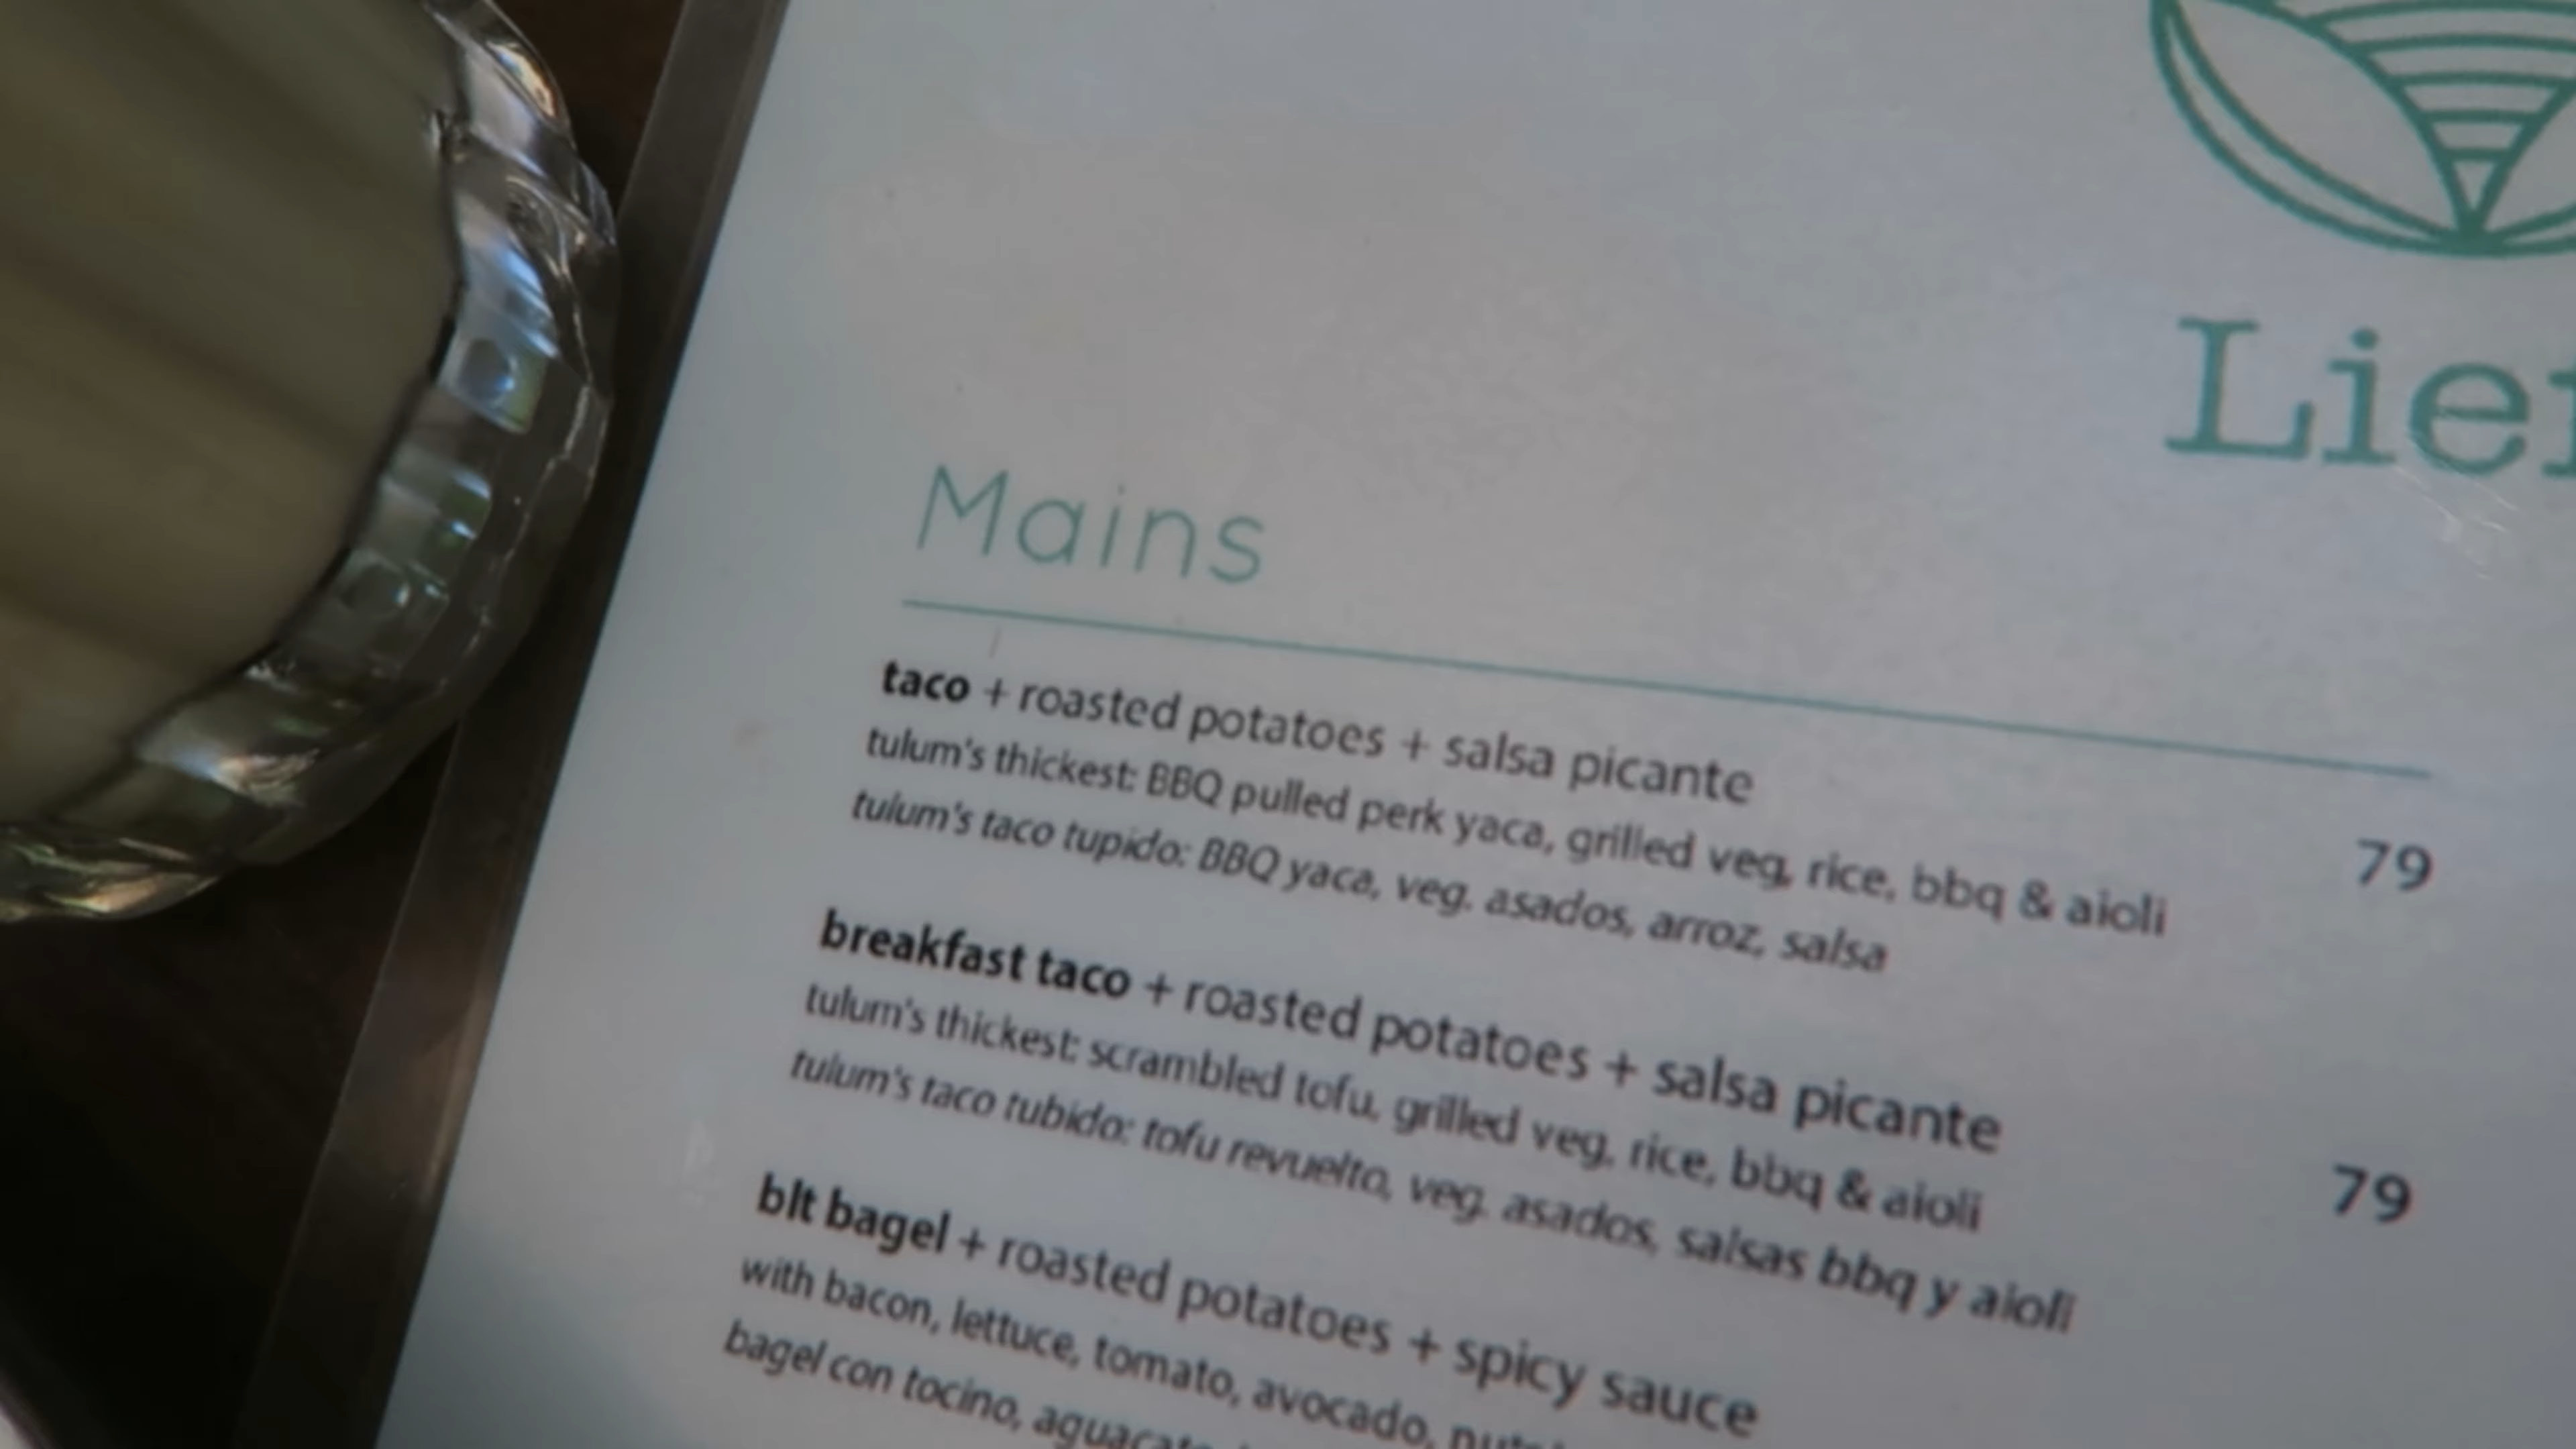 Lief
Mains
taco + roasted potatoes + salsa picante
tulum's thickest: BBQ pulled perk yaca, grilled veg, rice, bbq & aioli
79
tulum's taco tupido: BBQ yaca, veg. asados, arroz, salsa
breakfast taco + roasted potatoes + salsa picante
tulum's thickest: scrambled tofu, grilled veg, rice, bbq & aioli
79
tulum's taco tubido: tofu revuelto, veg. asados, salsas bbq y aioli
blt bagel + roasted potatoes + spicy sauce
with bacon, lettuce, tomato, avocado,
bagel con tocino,